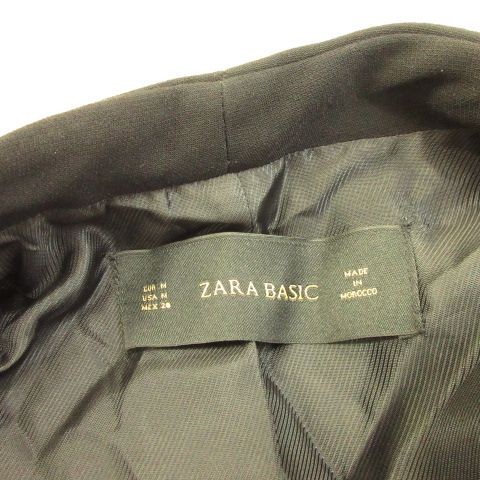 EUR M
USA M
MEX 28
ZARA BASIC
MADE
IN
MOROCCO